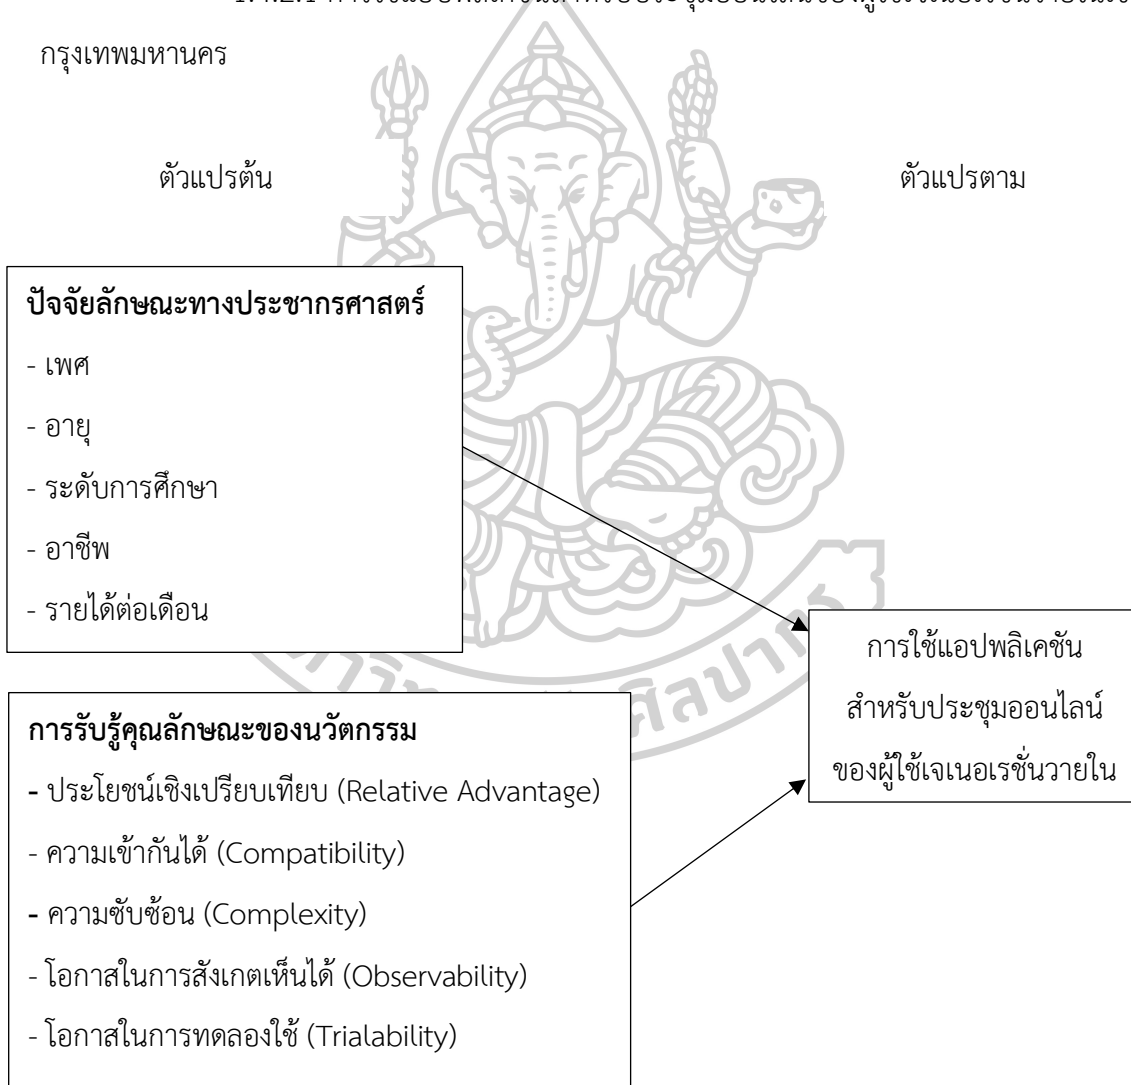 กรุงเทพมหานคร
ตัวแปรต้น
ตัวแปรตาม
ปัจจัยลักษณะทางประชากรศาสตร์
- เพศ
- อายุ
- ระดับการศึกษา
- อาชีพ
- รายได้ต่อเดือน
การใช้แอปพลิเคชัน
สำหรับประชุมออนไลน์
ของผู้ใช้เจเนอเรชั่นวายใน
การรับรู้คุณลักษณะของนวัตกรรม
- ประโยชน์เชิงเปรียบเทียบ (Relative Advantage)
- ความเข้ากันได้ (Compatibility)
- ความซับซ้อน (Complexity)
- โอกาสในการสังเกตเห็นได้ (Observability)
- โอกาสในการทดลองใช้ (Trialability)